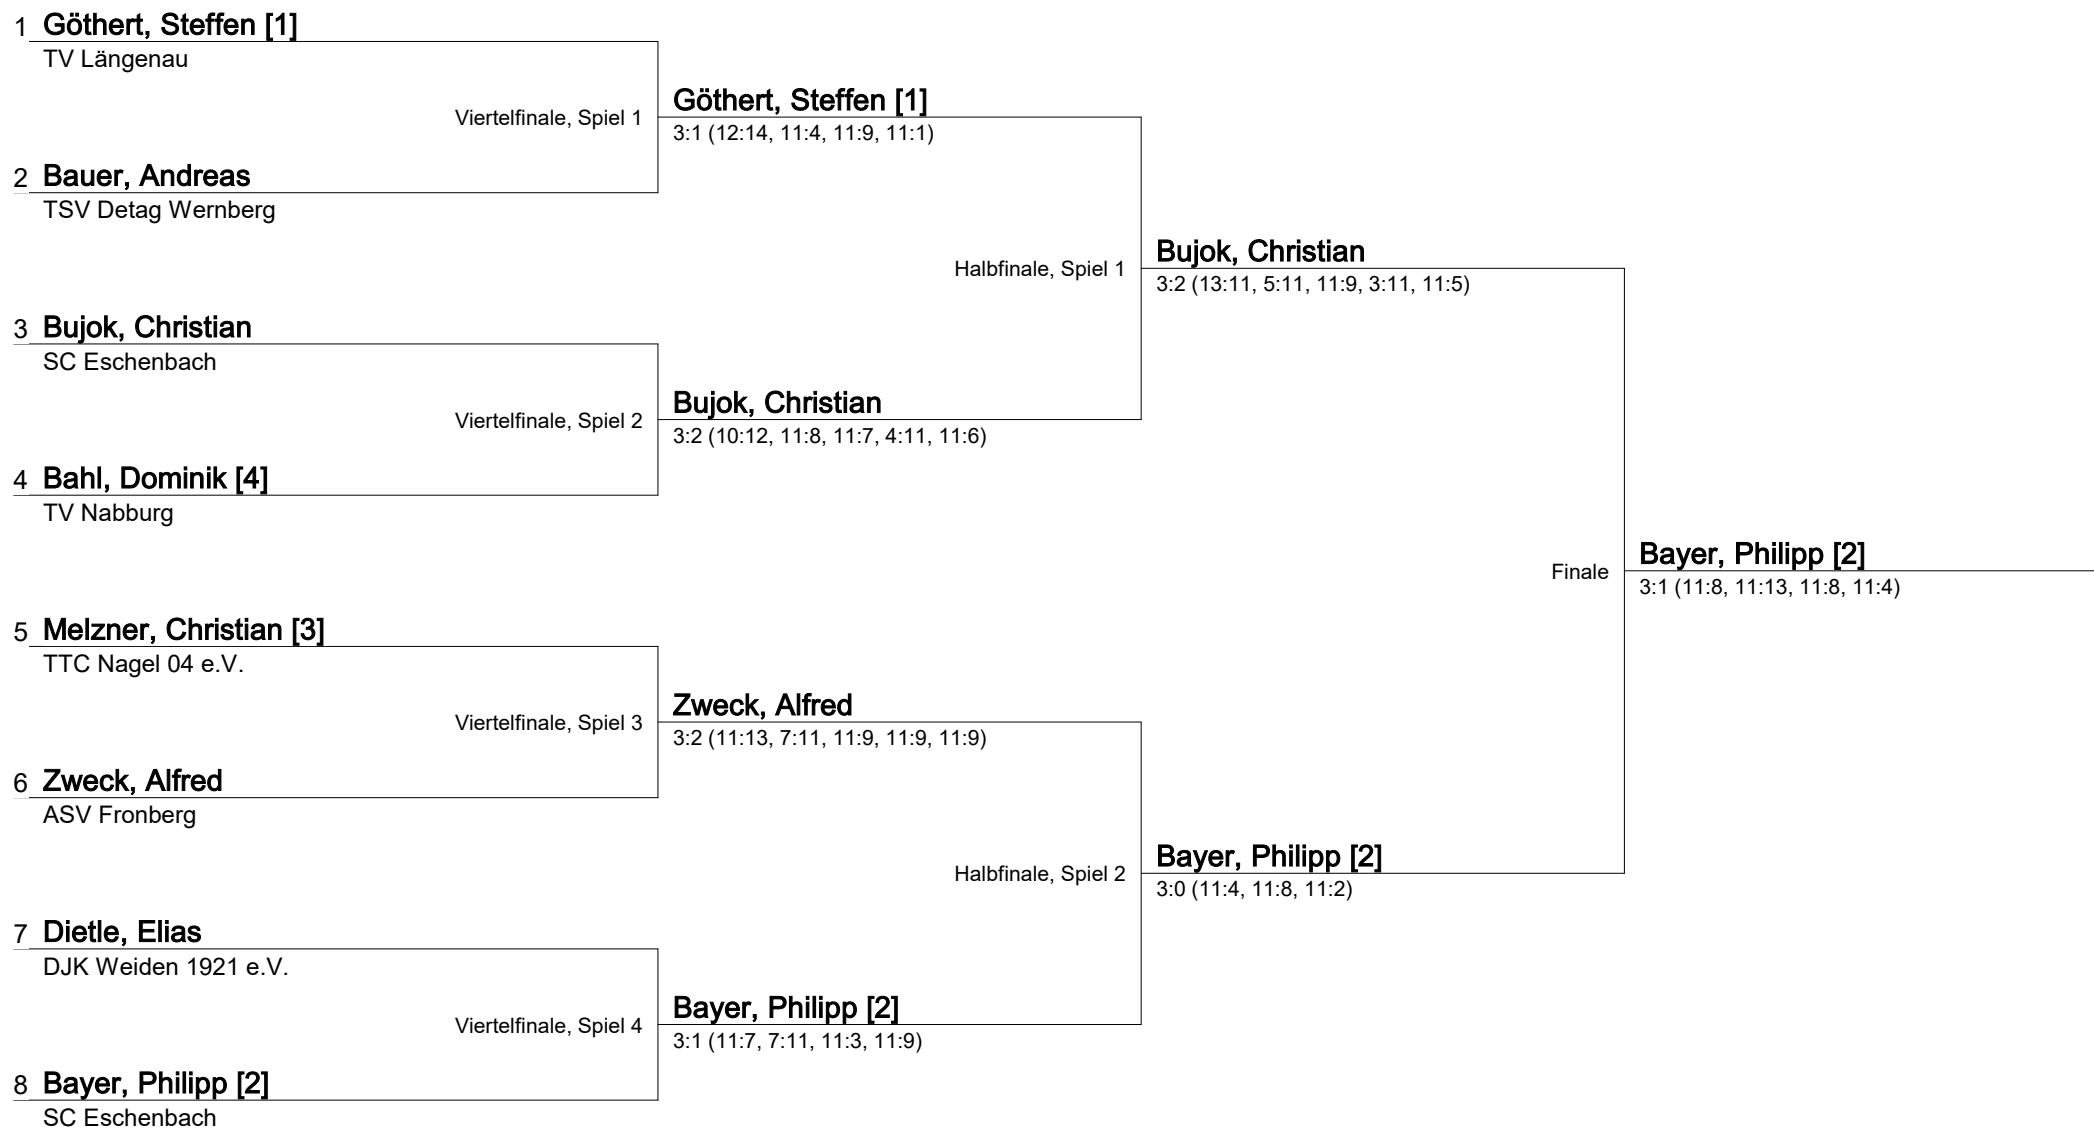 1 Göthert, Steffen [1]
TV Längenau
Viertelfinale, Spiel 1
Göthert, Steffen [1]
3:1 (12:14, 11:4, 11:9, 11:1)
2 Bauer, Andreas
TSV Detag Wernberg
Halbfinale, Spiel 1
Bujok, Christian
3:2 (13:11, 5:11, 11:9, 3:11, 11:5)
3 Bujok, Christian
SC Eschenbach
Viertelfinale, Spiel 2
Bujok, Christian
3:2 (10:12, 11:8, 11:7, 4:11, 11:6)
4 Bahl, Dominik [4]
TV Nabburg
Finale
Bayer, Philipp [2]
3:1 (11:8, 11:13, 11:8, 11:4)
5 Melzner, Christian [3]
TTC Nagel 04 e.V.
Viertelfinale, Spiel 3
Zweck, Alfred
3:2 (11:13, 7:11, 11:9, 11:9, 11:9)
6 Zweck, Alfred
ASV Fronberg
Halbfinale, Spiel 2
Bayer, Philipp [2]
3:0 (11:4, 11:8, 11:2)
7 Dietle, Elias
DJK Weiden 1921 e.V.
Viertelfinale, Spiel 4
Bayer, Philipp [2]
3:1 (11:7, 7:11, 11:3, 11:9)
8 Bayer, Philipp [2]
SC Eschenbach